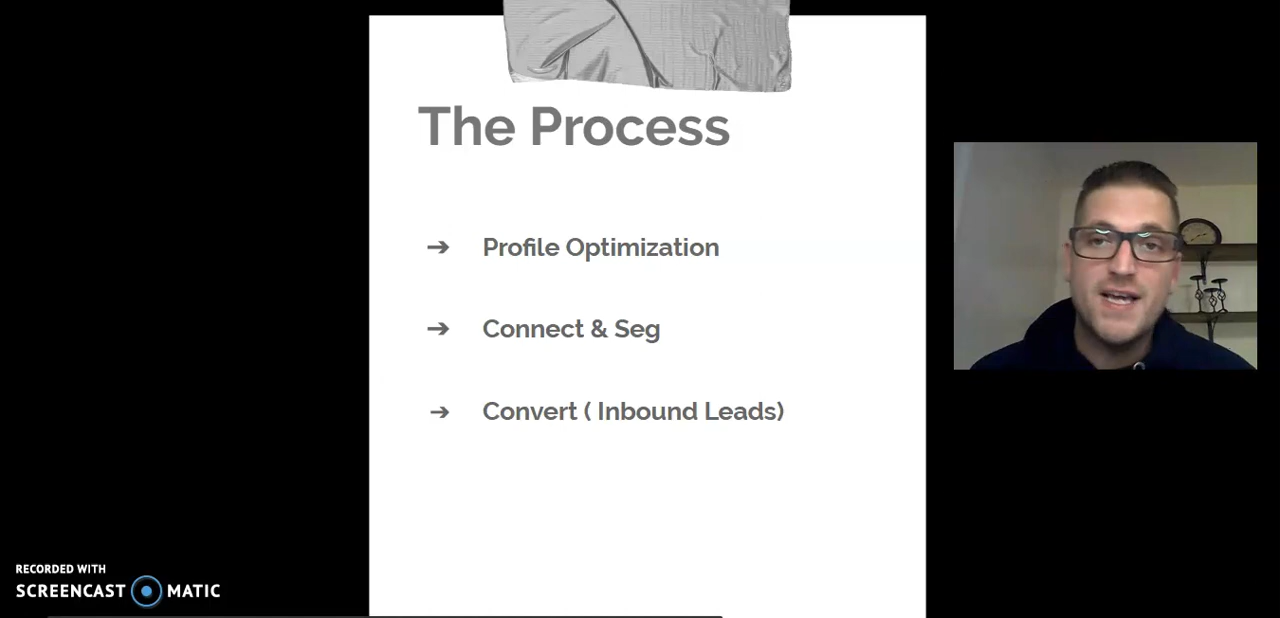 The Process
➔ Profile Optimization
➔ Connect & Seg
➔ Convert ( Inbound Leads)
RECORDED WITH
SCREENCAST MATIC